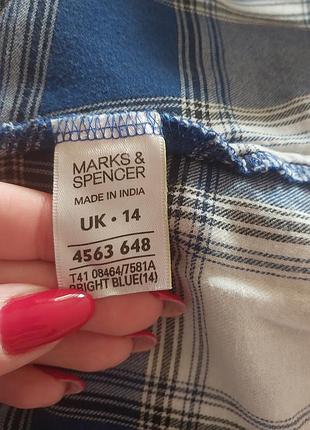 MARKS &
SPENCER
MADE IN INDIA
UK · 14
4563 648
T41 08464/7581A
BRIGHT BLUE(14)